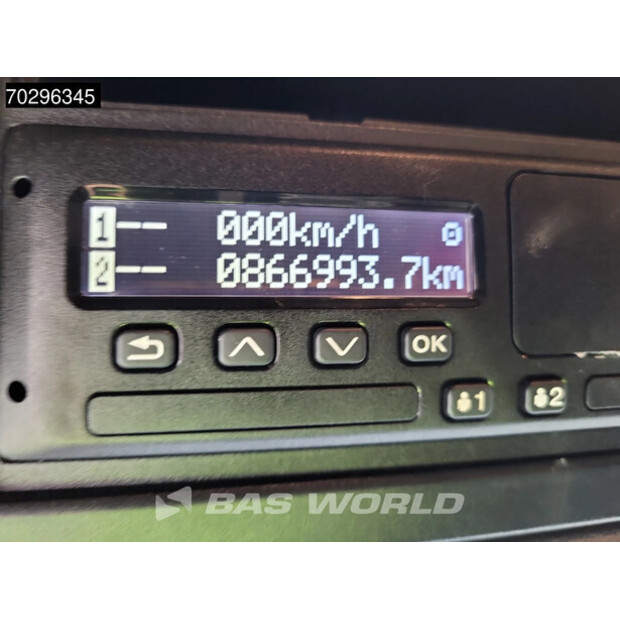 70296345
1-- 000km/h o
2-- 0866993.7km
OK
1 2
BAS WORLD